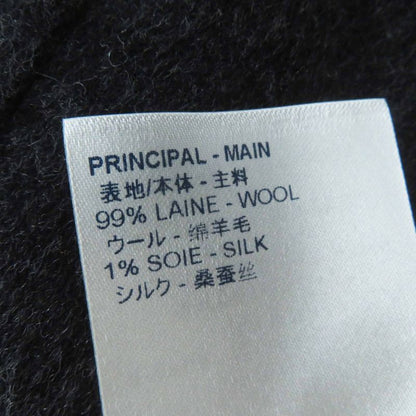 PRINCIPAL - MAIN
表地/本体 - 主料
99% LAINE - WOOL
ウール - 绵羊毛
1% SOIE - SILK
シルク - 桑蚕丝